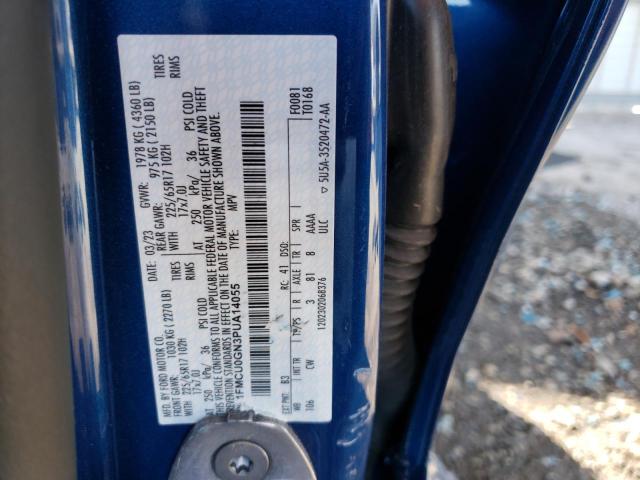 MFD. BY FORD MOTOR CO.
DATE: 03/23 GVWR: 1978 KG ( 4360 LB)
FRONT GAWR: 1030 KG ( 2270 LB) REAR GAWR: 975 KG ( 2150 LB)
WITH 225/65R17 102H TIRES WITH 225/65R17 102H TIRES
17x7.0J RIMS 17x7.0J RIMS
AT 250 kPa/ 36 PSI COLD AT 250 kPa/ 36 PSI COLD
THIS VEHICLE CONFORMS TO ALL APPLICABLE FEDERAL MOTOR VEHICLE SAFETY AND THEFT
PREVENTION STANDARDS IN EFFECT ON THE DATE OF MANUFACTURE SHOWN ABOVE.
VIN: 1FMCU0GN3PUA14055 TYPE: MPV
F0081
T0168
EXT PNT: B3 RC: 41 DSO:
WB INT TR TP/PS R AXLE TR SPR
106 CW 3 81 8 AAAA
ULC
5U5A-3520472-AA
1202302068376